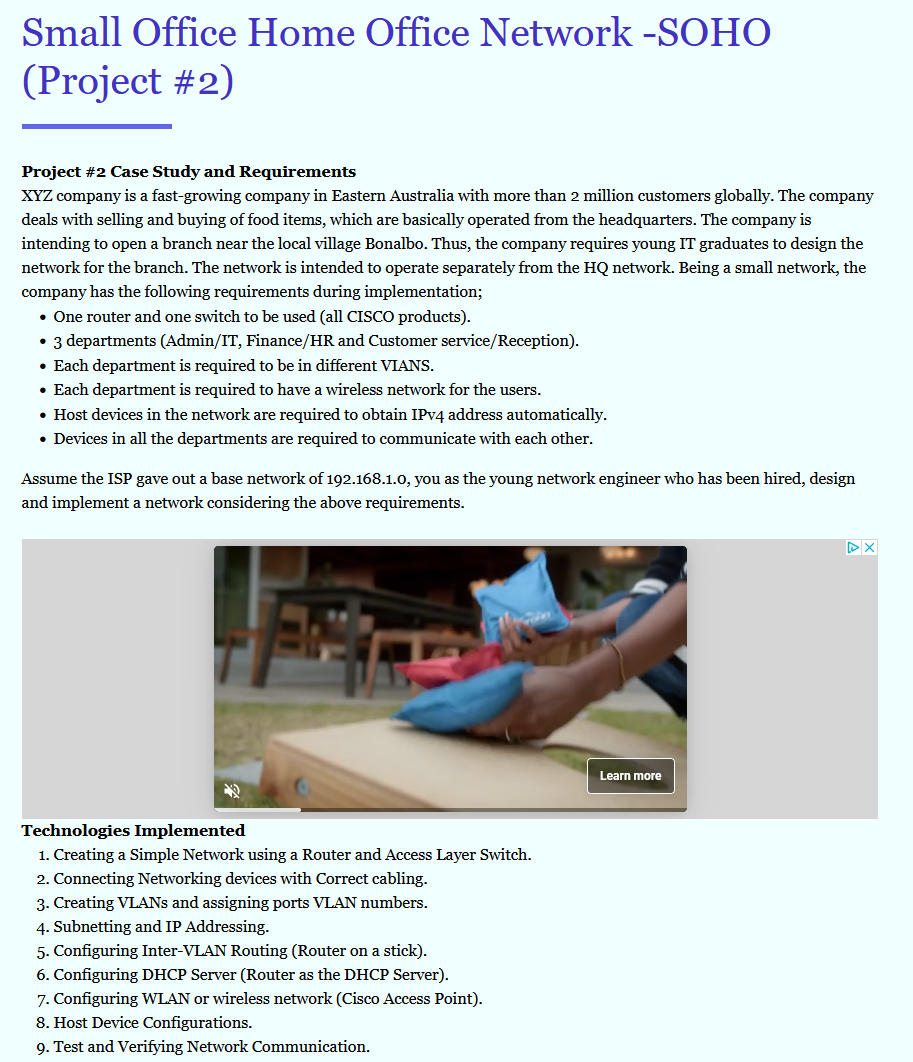 Small Office Home Office Network -SOHO
(Project #2)
Project #2 Case Study and Requirements
XYZ company is a fast-growing company in Eastern Australia with more than 2 million customers globally. The company
deals with selling and buying of food items, which are basically operated from the headquarters. The company is
intending to open a branch near the local village Bonalbo. Thus, the company requires young IT graduates to design the
network for the branch. The network is intended to operate separately from the HQ network. Being a small network, the
company has the following requirements during implementation;
• One router and one switch to be used (all CISCO products).
• 3 departments (Admin/IT, Finance/HR and Customer service/Reception).
• Each department is required to be in different VIANS.
• Each department is required to have a wireless network for the users.
• Host devices in the network are required to obtain IPv4 address automatically.
• Devices in all the departments are required to communicate with each other.
Assume the ISP gave out a base network of 192.168.1.0, you as the young network engineer who has been hired, design
and implement a network considering the above requirements.
Learn more
Technologies Implemented
1. Creating a Simple Network using a Router and Access Layer Switch.
2. Connecting Networking devices with Correct cabling.
3. Creating VLANs and assigning ports VLAN numbers.
4. Subnetting and IP Addressing.
5. Configuring Inter-VLAN Routing (Router on a stick).
6. Configuring DHCP Server (Router as the DHCP Server).
7. Configuring WLAN or wireless network (Cisco Access Point).
8. Host Device Configurations.
9. Test and Verifying Network Communication.